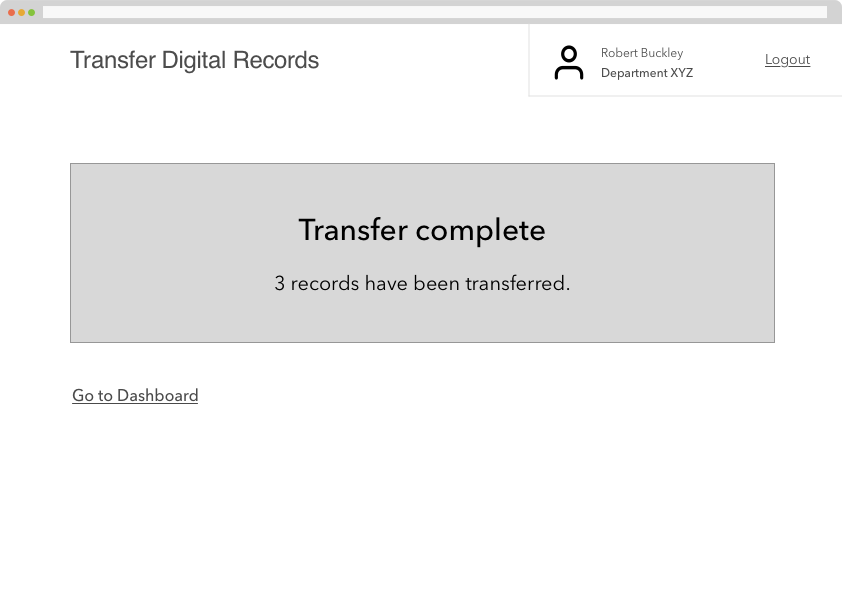 Transfer Digital Records
Robert Buckley
Department XYZ
Logout
Transfer complete
3 records have been transferred.
Go to Dashboard